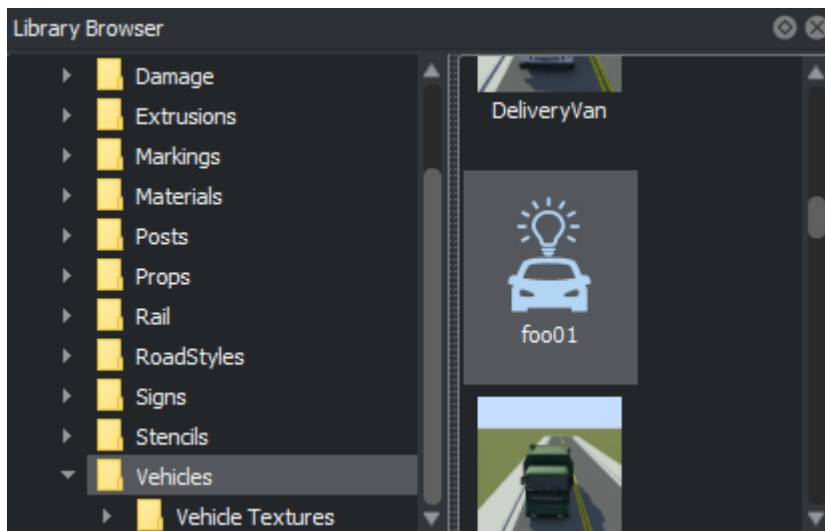 Library Browser
Damage
Extrusions
Markings
Materials
Posts
Props
Rail
RoadStyles
Signs
Stencils
Vehicles
Vehicle Textures
DeliveryVan
foo01